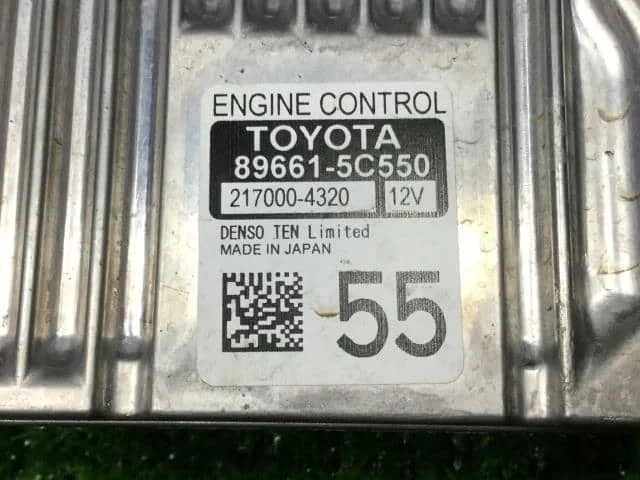 ENGINE CONTROL
TOYOTA
89661-5C550
217000-4320 12V
DENSO TEN Limited
MADE IN JAPAN
55